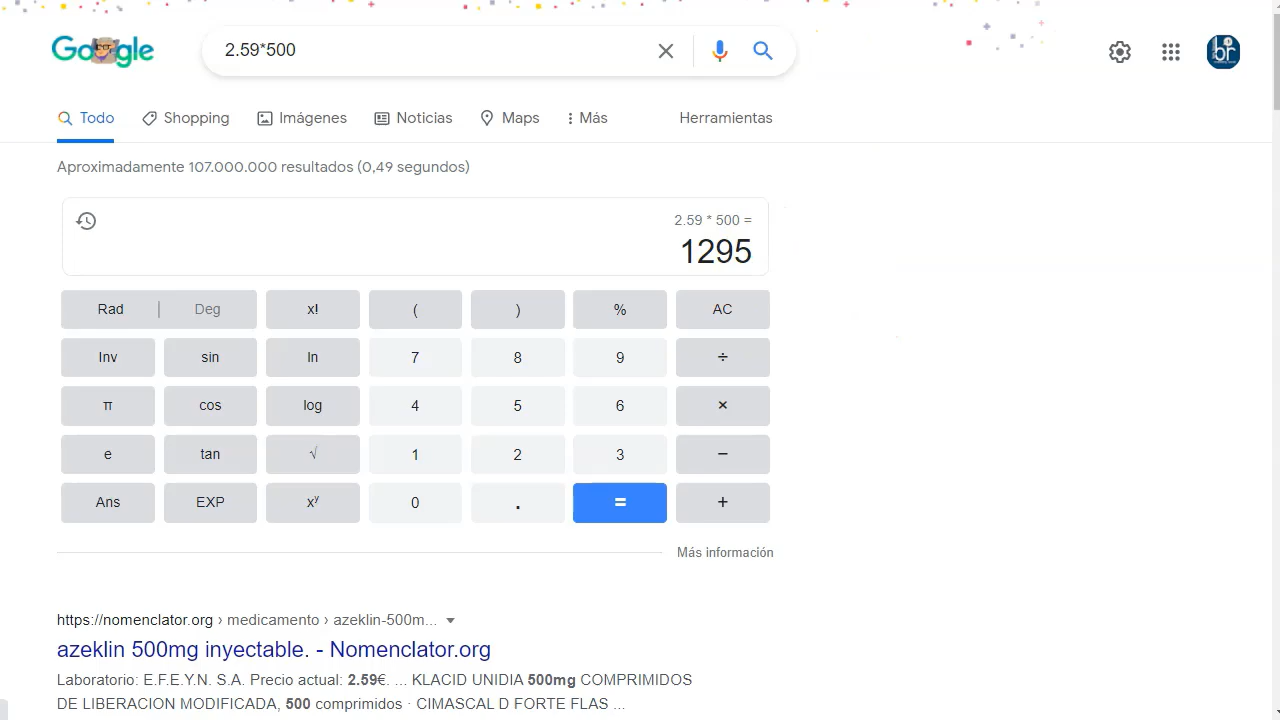 Google
2.59*500
Todo Shopping Imágenes Noticias Maps Más Herramientas
Aproximadamente 107.000.000 resultados (0,49 segundos)
2.59 * 500 =
1295
Rad | Deg x! ( ) % AC
Inv sin ln 7 8 9 ÷
π cos log 4 5 6 ×
e tan √ 1 2 3 −
Ans EXP xʸ 0 . = +
Más información
https://nomenclator.org › medicamento › azeklin-500m...
azeklin 500mg inyectable. - Nomenclator.org
Laboratorio: E.F.E.Y.N. S.A. Precio actual: 2.59€. ... KLACID UNIDIA 500mg COMPRIMIDOS
DE LIBERACION MODIFICADA, 500 comprimidos · CIMASCAL D FORTE FLAS ...